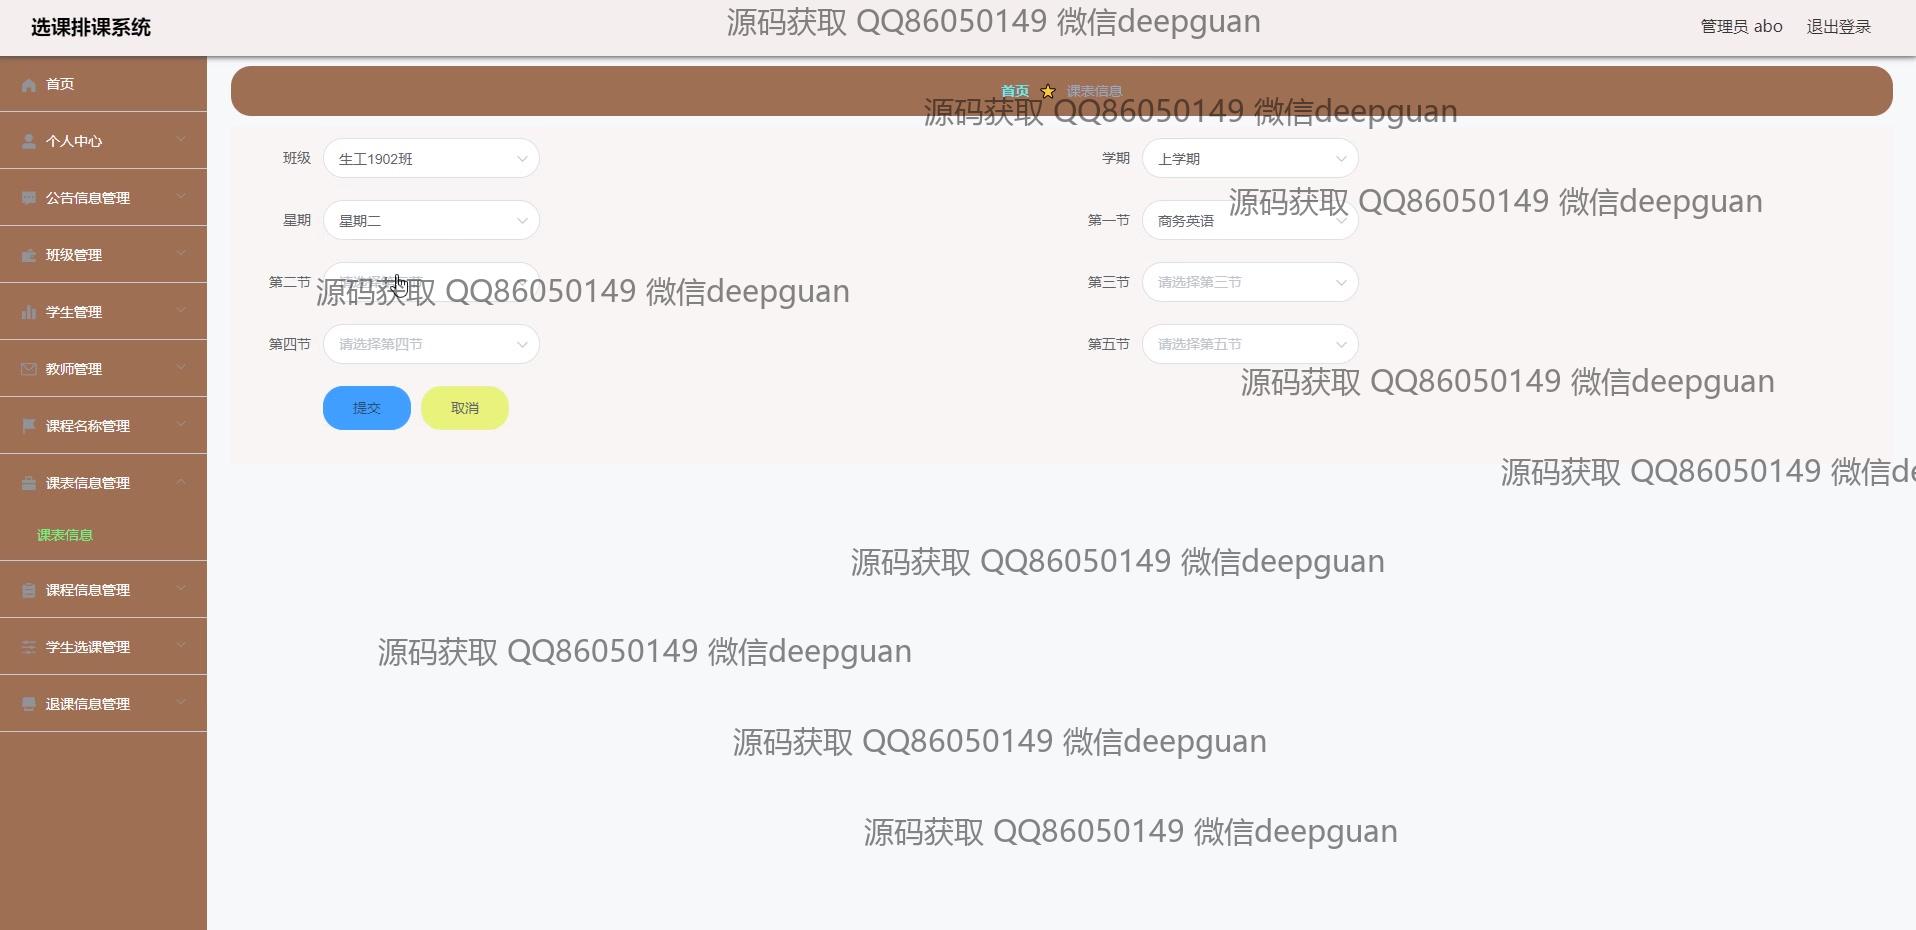 选课排课系统
源码获取 QQ86050149 微信deepguan
管理员 abo 退出登录
首页
个人中心
公告信息管理
班级管理
学生管理
教师管理
课程名称管理
课表信息管理
课表信息
课程信息管理
学生选课管理
退课信息管理
首页 课表信息
源码获取 QQ86050149 微信deepguan
班级 生工1902班
学期 上学期
源码获取 QQ86050149 微信deepguan
星期 星期二
第一节 商务英语
第二节
源码获取 QQ86050149 微信deepguan
第三节 请选择第三节
第四节 请选择第四节
第五节 请选择第五节
源码获取 QQ86050149 微信deepguan
提交 取消
源码获取 QQ86050149 微信de
源码获取 QQ86050149 微信deepguan
源码获取 QQ86050149 微信deepguan
源码获取 QQ86050149 微信deepguan
源码获取 QQ86050149 微信deepguan